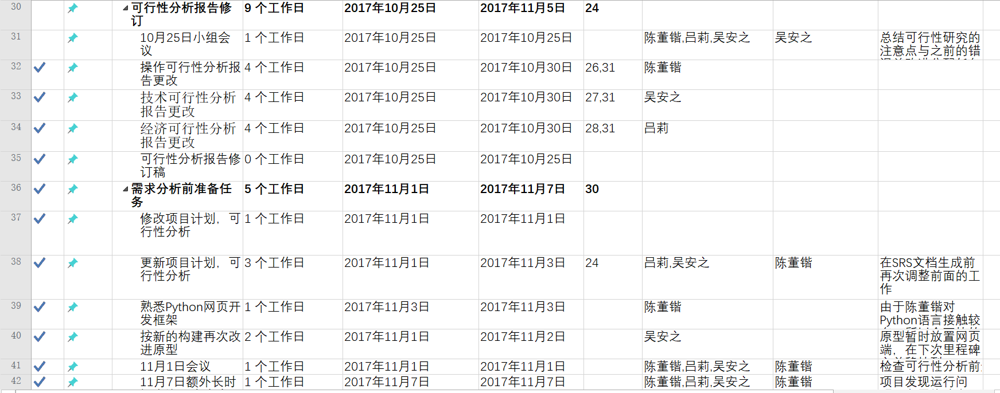 30 可行性分析报告修 9 个工作日 2017年10月25日 2017年11月5日 24
订
31 10月25日小组会 1 个工作日 2017年10月25日 2017年10月25日 陈董锴,吕莉,吴安之 吴安之 总结可行性研究的
议 注意点与之前的错
32 操作可行性分析报 4 个工作日 2017年10月25日 2017年10月30日 26,31 陈董锴
告更改
33 技术可行性分析 4 个工作日 2017年10月25日 2017年10月30日 27,31 吴安之
报告更改
34 经济可行性分析 4 个工作日 2017年10月25日 2017年10月30日 28,31 吕莉
报告更改
35 可行性分析报告修 0 个工作日 2017年10月25日 2017年10月25日
订稿
36 需求分析前准备任 5 个工作日 2017年11月1日 2017年11月7日 30
务
37 修改项目计划，可 1 个工作日 2017年11月1日 2017年11月1日
行性分析
38 更新项目计划，可 3 个工作日 2017年11月1日 2017年11月3日 24 吕莉,吴安之 陈董锴 在SRS文档生成前
行性分析 再次调整前面的工
作
39 熟悉Python网页开 1 个工作日 2017年11月3日 2017年11月3日 陈董锴 由于陈董锴对
发框架 Python语言接触较
40 按新的构建再次改 2 个工作日 2017年11月1日 2017年11月2日 吴安之 原型暂时放置网页
进原型 端，在下次里程碑
41 11月1日会议 1 个工作日 2017年11月1日 2017年11月1日 陈董锴,吕莉,吴安之 陈董锴 检查可行性分析前
42 11月7日额外长时 1 个工作日 2017年11月7日 2017年11月7日 陈董锴,吕莉,吴安之 陈董锴 项目发现运行问